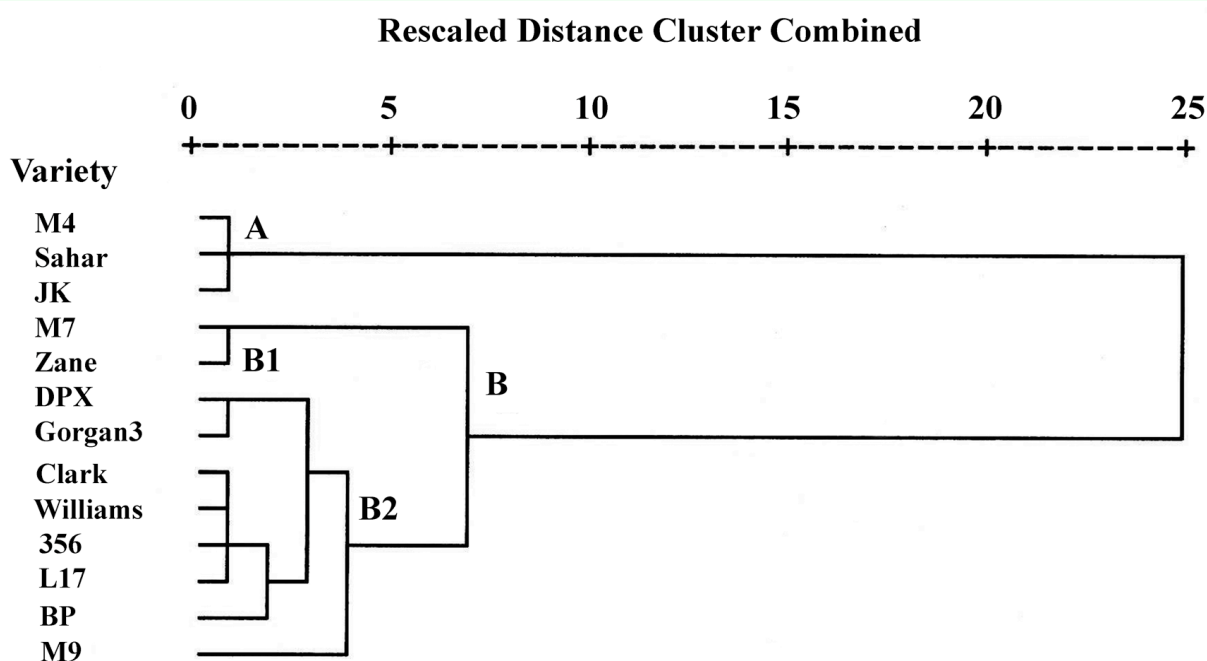 Rescaled Distance Cluster Combined
0 5 10 15 20 25
Variety
M4
A
Sahar
JK
M7
Zane
B1
DPX
B
Gorgan3
Clark
Williams
B2
356
L17
BP
M9